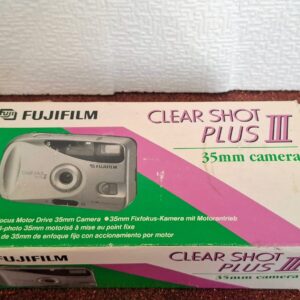 FUJIFILM
CLEAR SHOT
PLUS III
35mm camera
FUJIFILM
Focus Motor Drive 35mm Camera ● 35mm Fixfokus-Kamera mit Motorantrieb
l-photo 35mm motorisé à mise au point fixe
de 35mm de enfoque fijo con accionamiento por motor
FUJIFILM
CLEAR SHOT
PLUS III
35mm camera